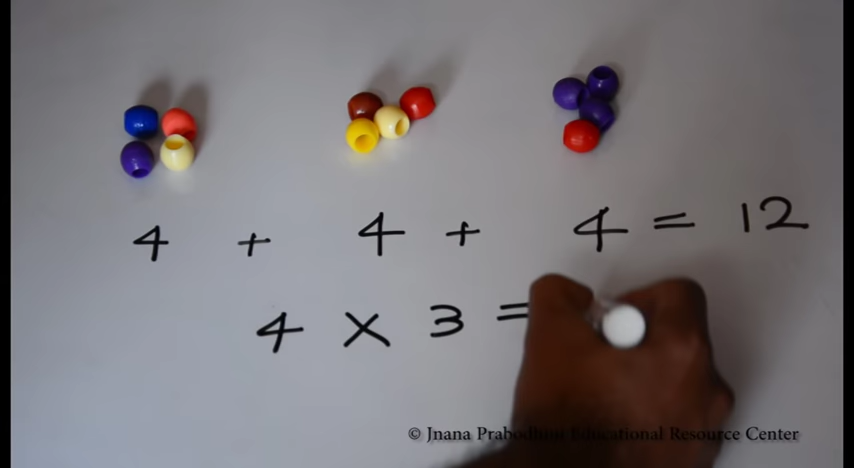 4 + 4 + 4 = 12
4 X 3 =
© Jnana Prabodhini Educational Resource Center